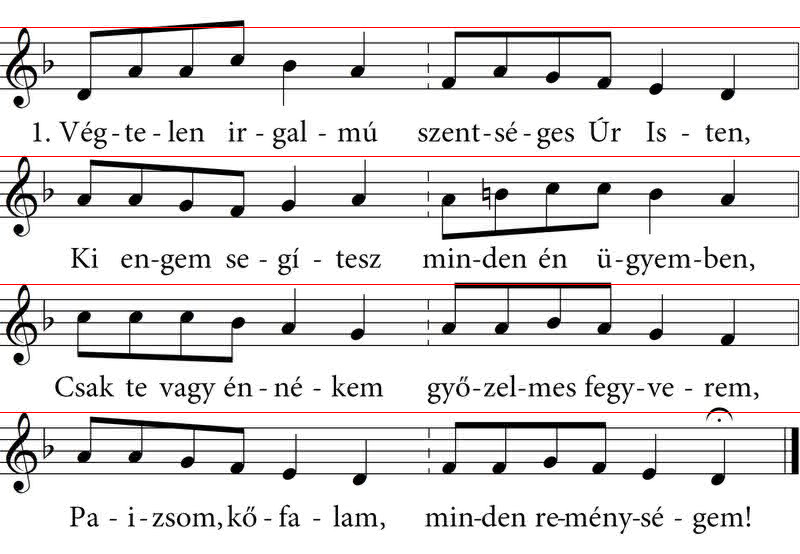 1. Vég - te - len ir - gal - mú szent - sé - ges Úr Is - ten,
Ki en - gem se - gí - tesz min - den én ü - gyem - ben,
Csak te vagy én - né - kem győ - zel - mes fegy - ve - rem,
Pa - i - zsom, kő - fa - lam, min - den re - mény - sé - gem!